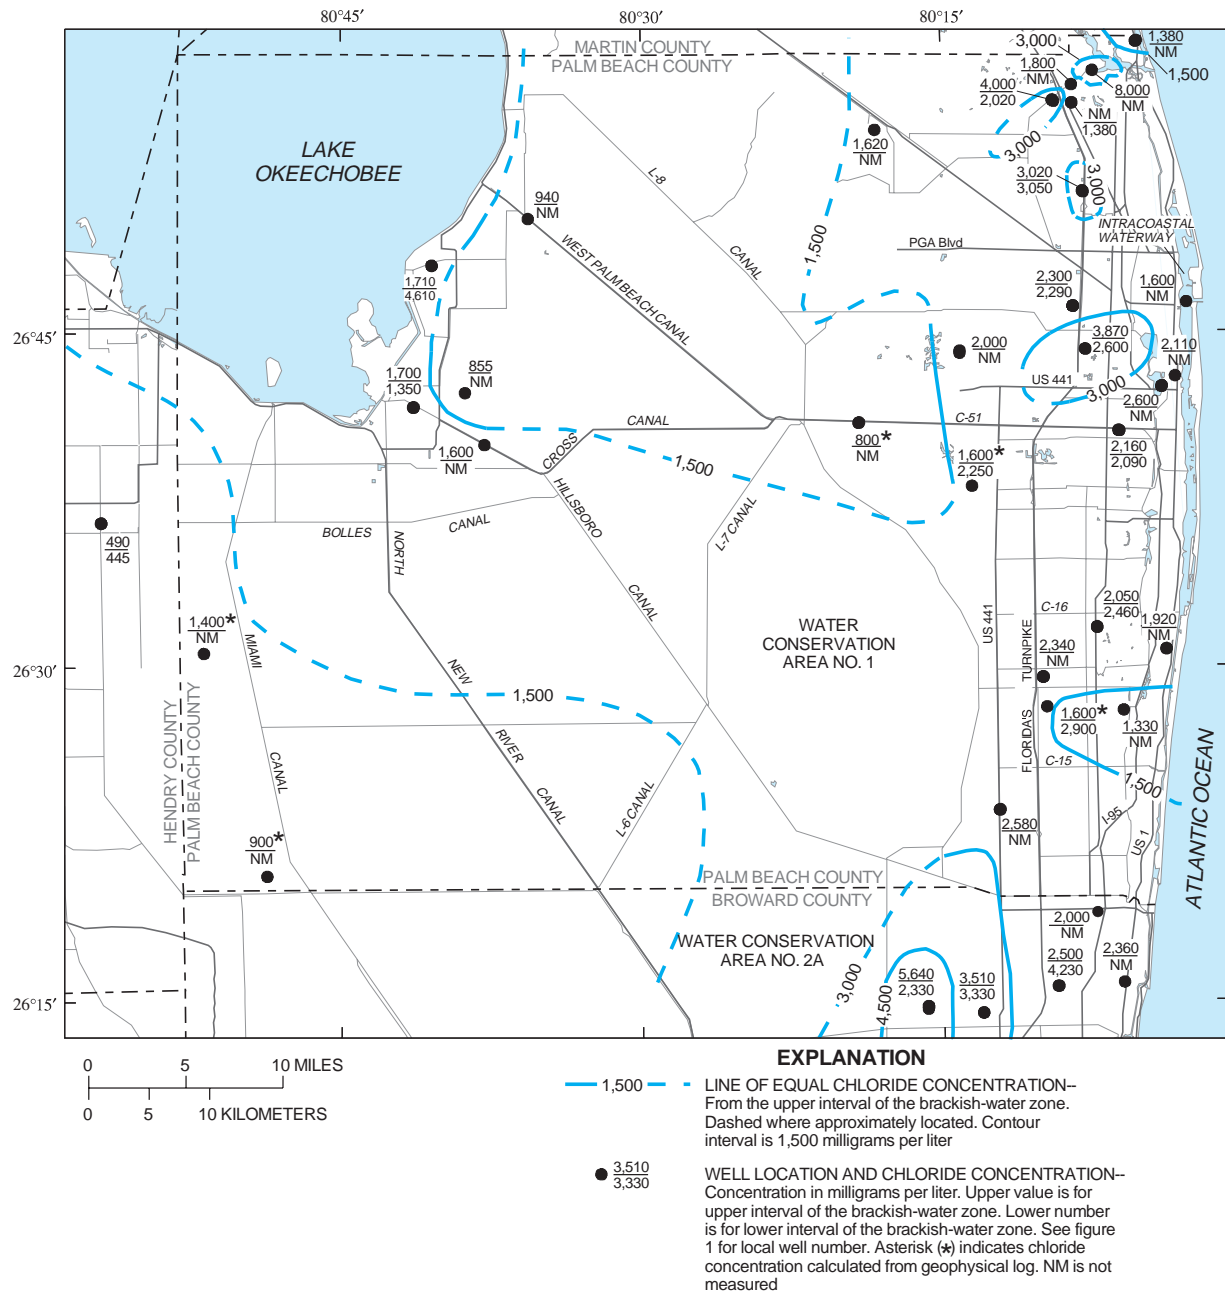 80°45′
80°30′
80°15′
MARTIN COUNTY
PALM BEACH COUNTY
3,000
1,380
NM
1,500
1,800
NM
8,000
NM
4,000
2,020
NM
1,380
3,000
LAKE
OKEECHOBEE
1,620
NM
L-8
3,020
3,050
3,000
940
NM
INTRACOASTAL
WATERWAY
PGA Blvd
WEST PALM BEACH CANAL
CANAL
1,500
1,710
4,610
2,300
2,290
1,600
NM
26°45′
3,870
2,600
2,000
NM
2,110
NM
855
NM
1,700
1,350
US 441
3,000
2,600
NM
CANAL
C-51
800*
NM
1,600
NM
CROSS
1,500
1,600*
2,250
2,160
2,090
HILLSBORO
L-7 CANAL
BOLLES
CANAL
NORTH
490
445
CANAL
2,050
2,460
C-16
1,400*
NM
MIAMI
WATER
CONSERVATION
AREA NO. 1
US 441
TURNPIKE
1,920
NM
2,340
NM
26°30′
NEW
1,500
1,600*
2,900
1,330
NM
HENDRY COUNTY
PALM BEACH COUNTY
RIVER
FLORIDA'S
C-15
CANAL
1,500
ATLANTIC OCEAN
CANAL
L-6 CANAL
2,580
NM
I-95
US 1
900*
NM
PALM BEACH COUNTY
BROWARD COUNTY
2,000
NM
WATER CONSERVATION
AREA NO. 2A
3,000
4,500
5,640
2,330
3,510
3,330
2,500
4,230
2,360
NM
26°15′
0 5 10 MILES
0 5 10 KILOMETERS
EXPLANATION
1,500
LINE OF EQUAL CHLORIDE CONCENTRATION--
From the upper interval of the brackish-water zone.
Dashed where approximately located. Contour
interval is 1,500 milligrams per liter
3,510
3,330
WELL LOCATION AND CHLORIDE CONCENTRATION--
Concentration in milligrams per liter. Upper value is for
upper interval of the brackish-water zone. Lower number
is for lower interval of the brackish-water zone. See figure
1 for local well number. Asterisk (*) indicates chloride
concentration calculated from geophysical log. NM is not
measured